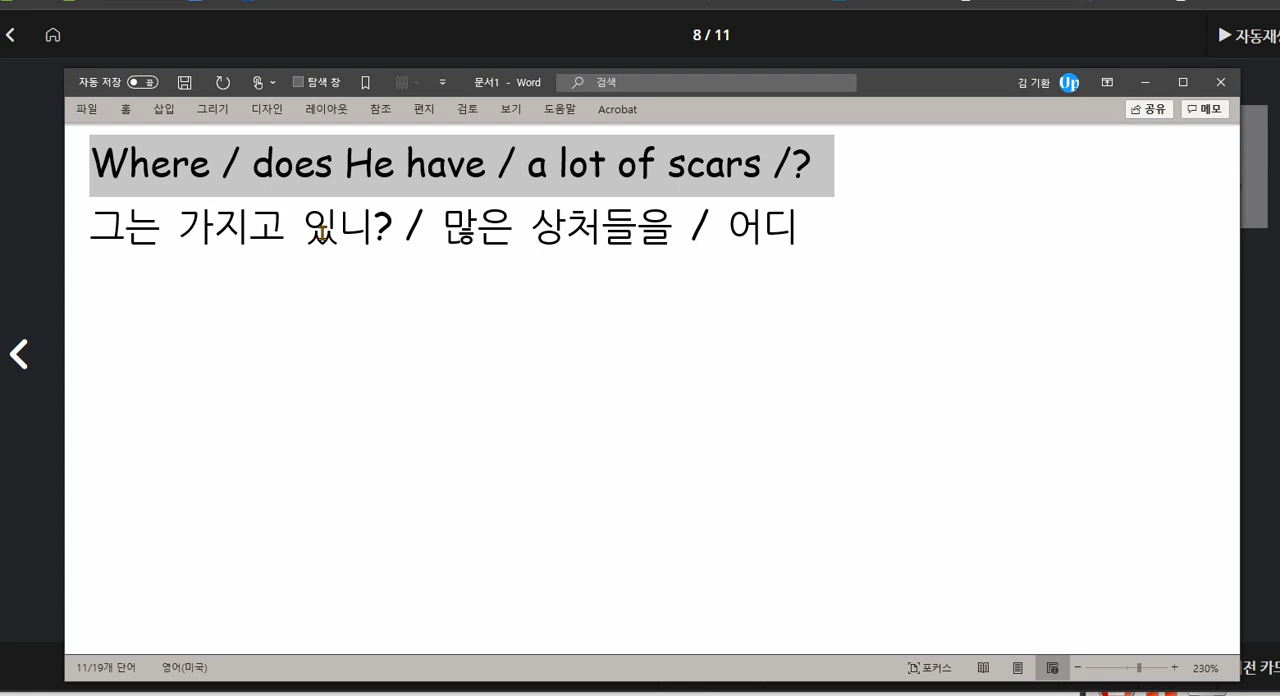 8 / 11
▶ 자동재생
자동 저장 끔 탐색 창 문서1 - Word 검색 김 기환 Up
파일 홈 삽입 그리기 디자인 레이아웃 참조 편지 검토 보기 도움말 Acrobat 공유 메모
Where / does He have / a lot of scars /?
그는 가지고 있니? / 많은 상처들을 / 어디
11/19개 단어 영어(미국) 포커스 230%